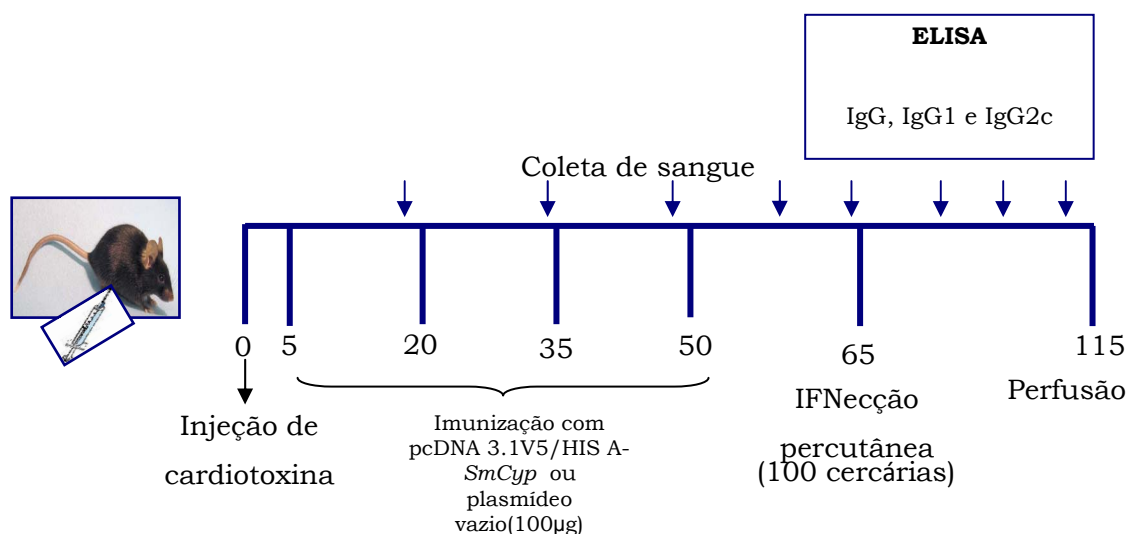 ELISA
IgG, IgG1 e IgG2c
Coleta de sangue
0
5
20
35
50
65
115
Injeção de
cardiotoxina
Imunização com
pcDNA 3.1V5/HIS A-
SmCyp ou
plasmídeo
vazio(100µg)
IFNecção
percutânea
(100 cercárias)
Perfusão